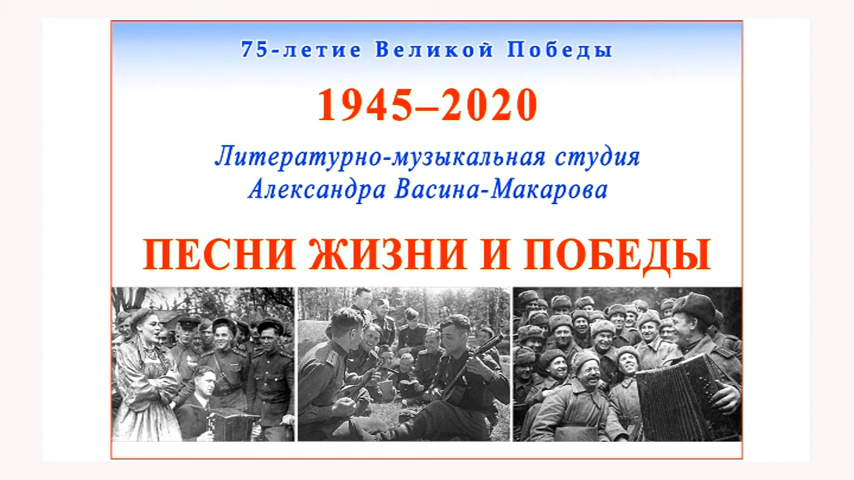 75-летие Великой Победы
1945–2020
Литературно-музыкальная студия
Александра Васина-Макарова
ПЕСНИ ЖИЗНИ И ПОБЕДЫ